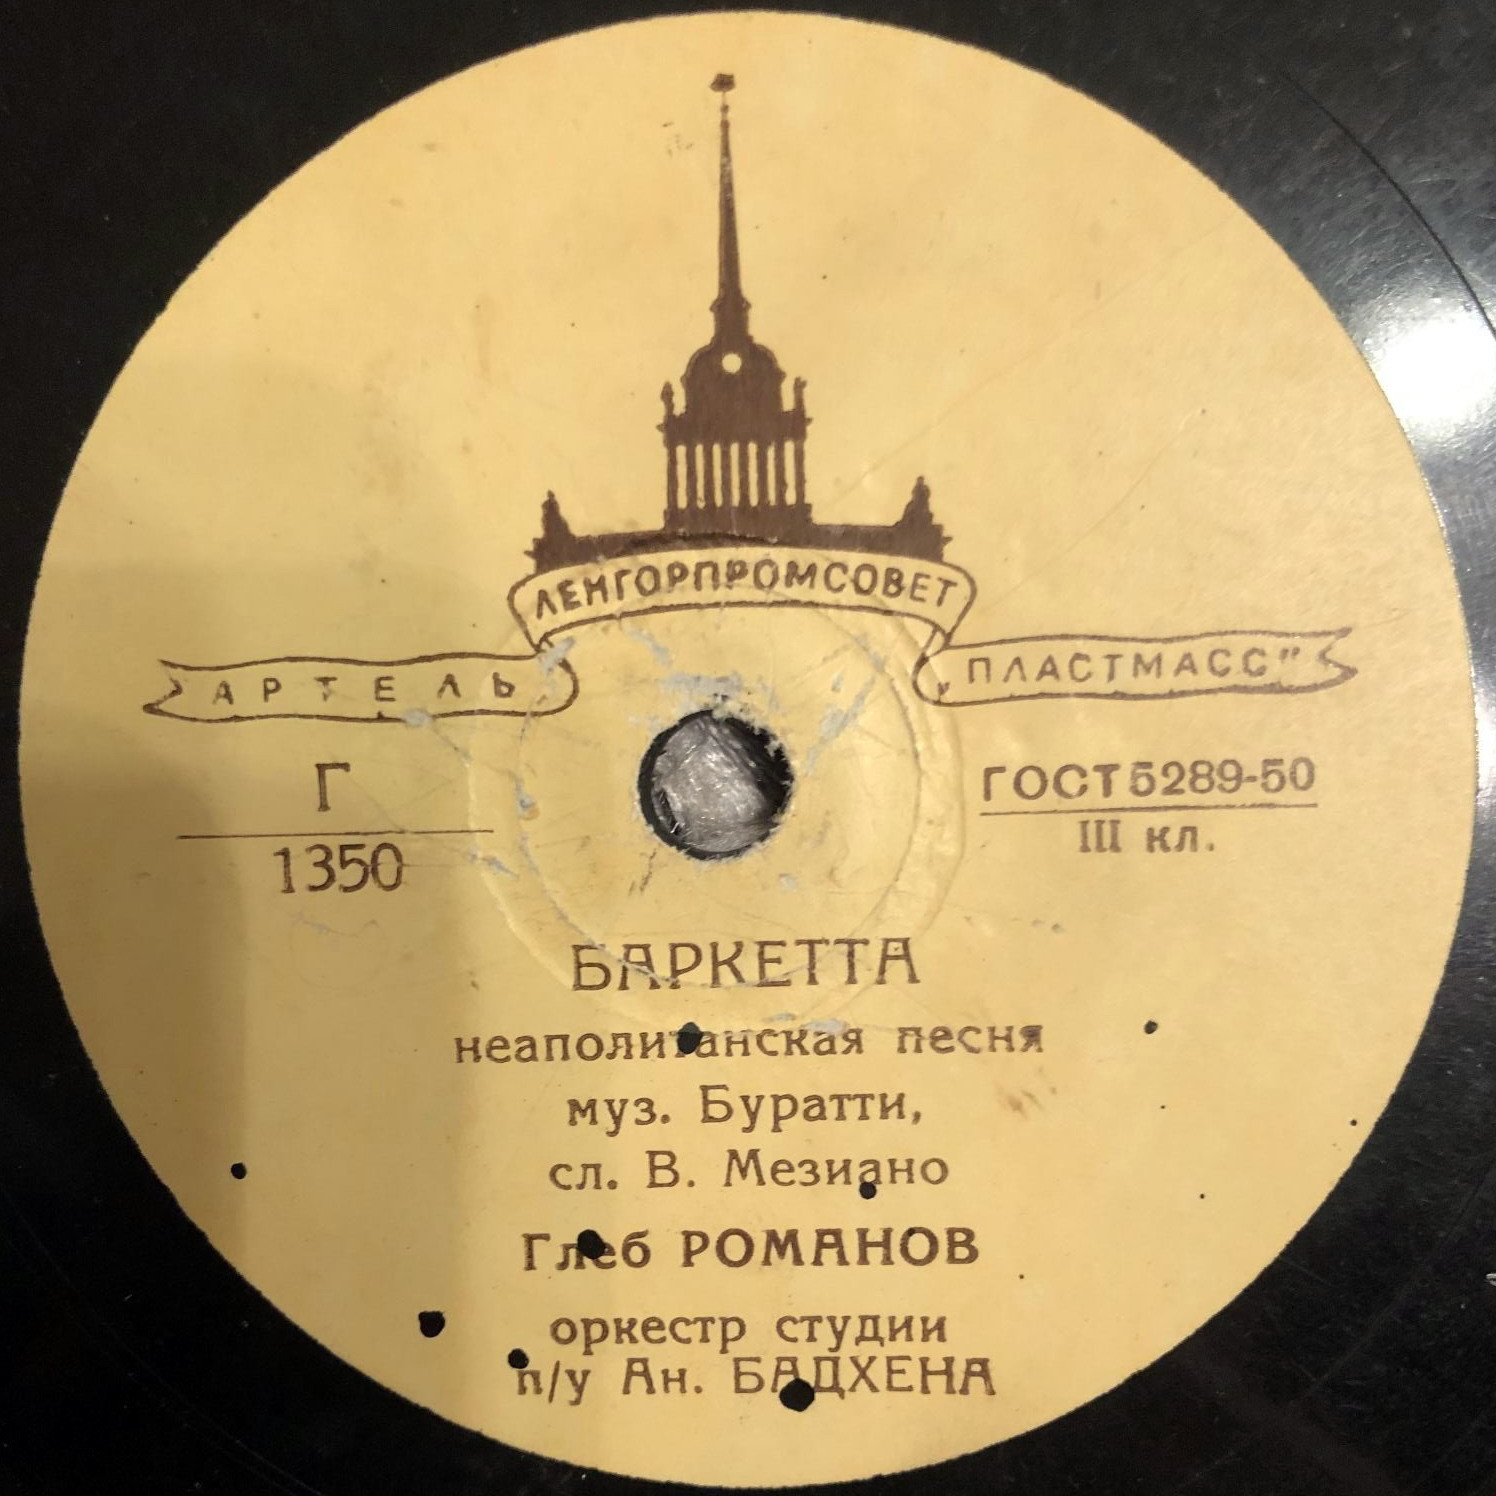 ЛЕНГОРПРОМСОВЕТ
АРТЕЛЬ „ПЛАСТМАСС"
Г
1350
ГОСТ 5289-50
III кл.
БАРКЕТТА
неаполитанская песня
муз. Буратти,
сл. В. Мезиано
Глеб РОМАНОВ
оркестр студии
п/у Ан. БАДХЕНА